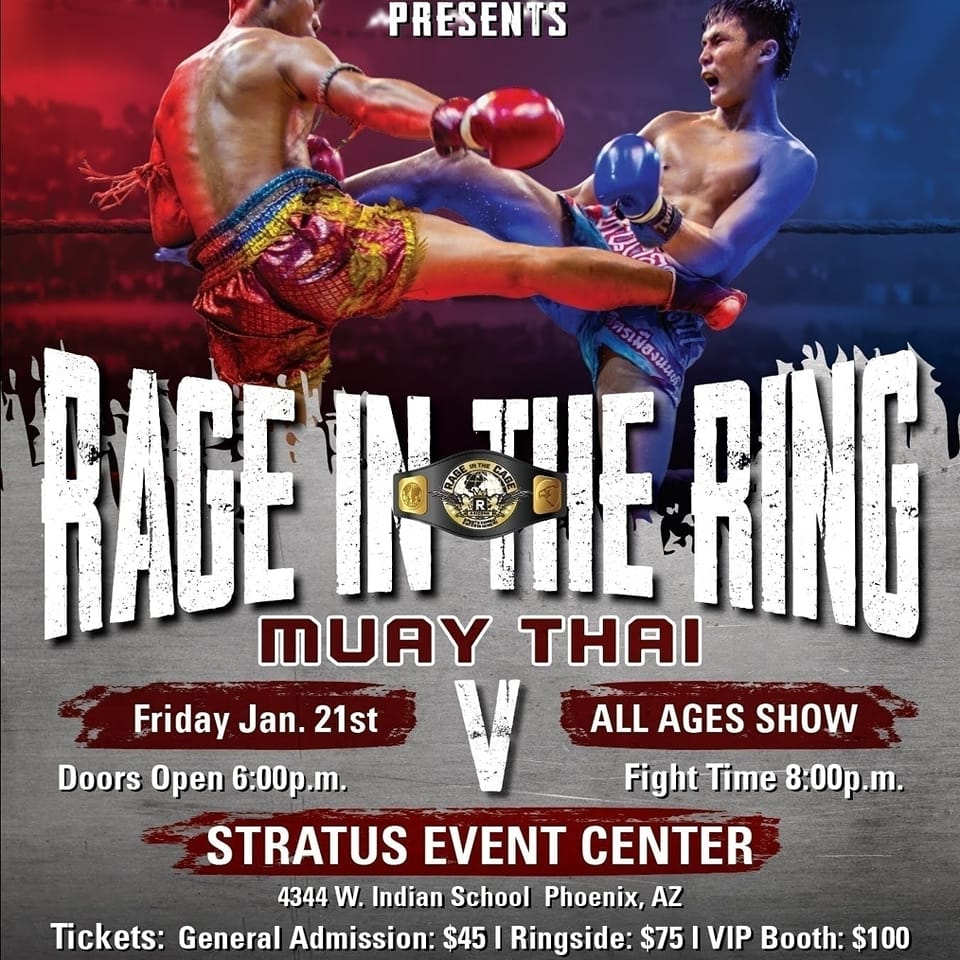 PRESENTS
RAGE IN THE RING
RAGE IN THE CAGE
R
MUAY THAI
V
Friday Jan. 21st
ALL AGES SHOW
Doors Open 6:00p.m.
Fight Time 8:00p.m.
STRATUS EVENT CENTER
4344 W. Indian School Phoenix, AZ
Tickets: General Admission: $45 | Ringside: $75 | VIP Booth: $100